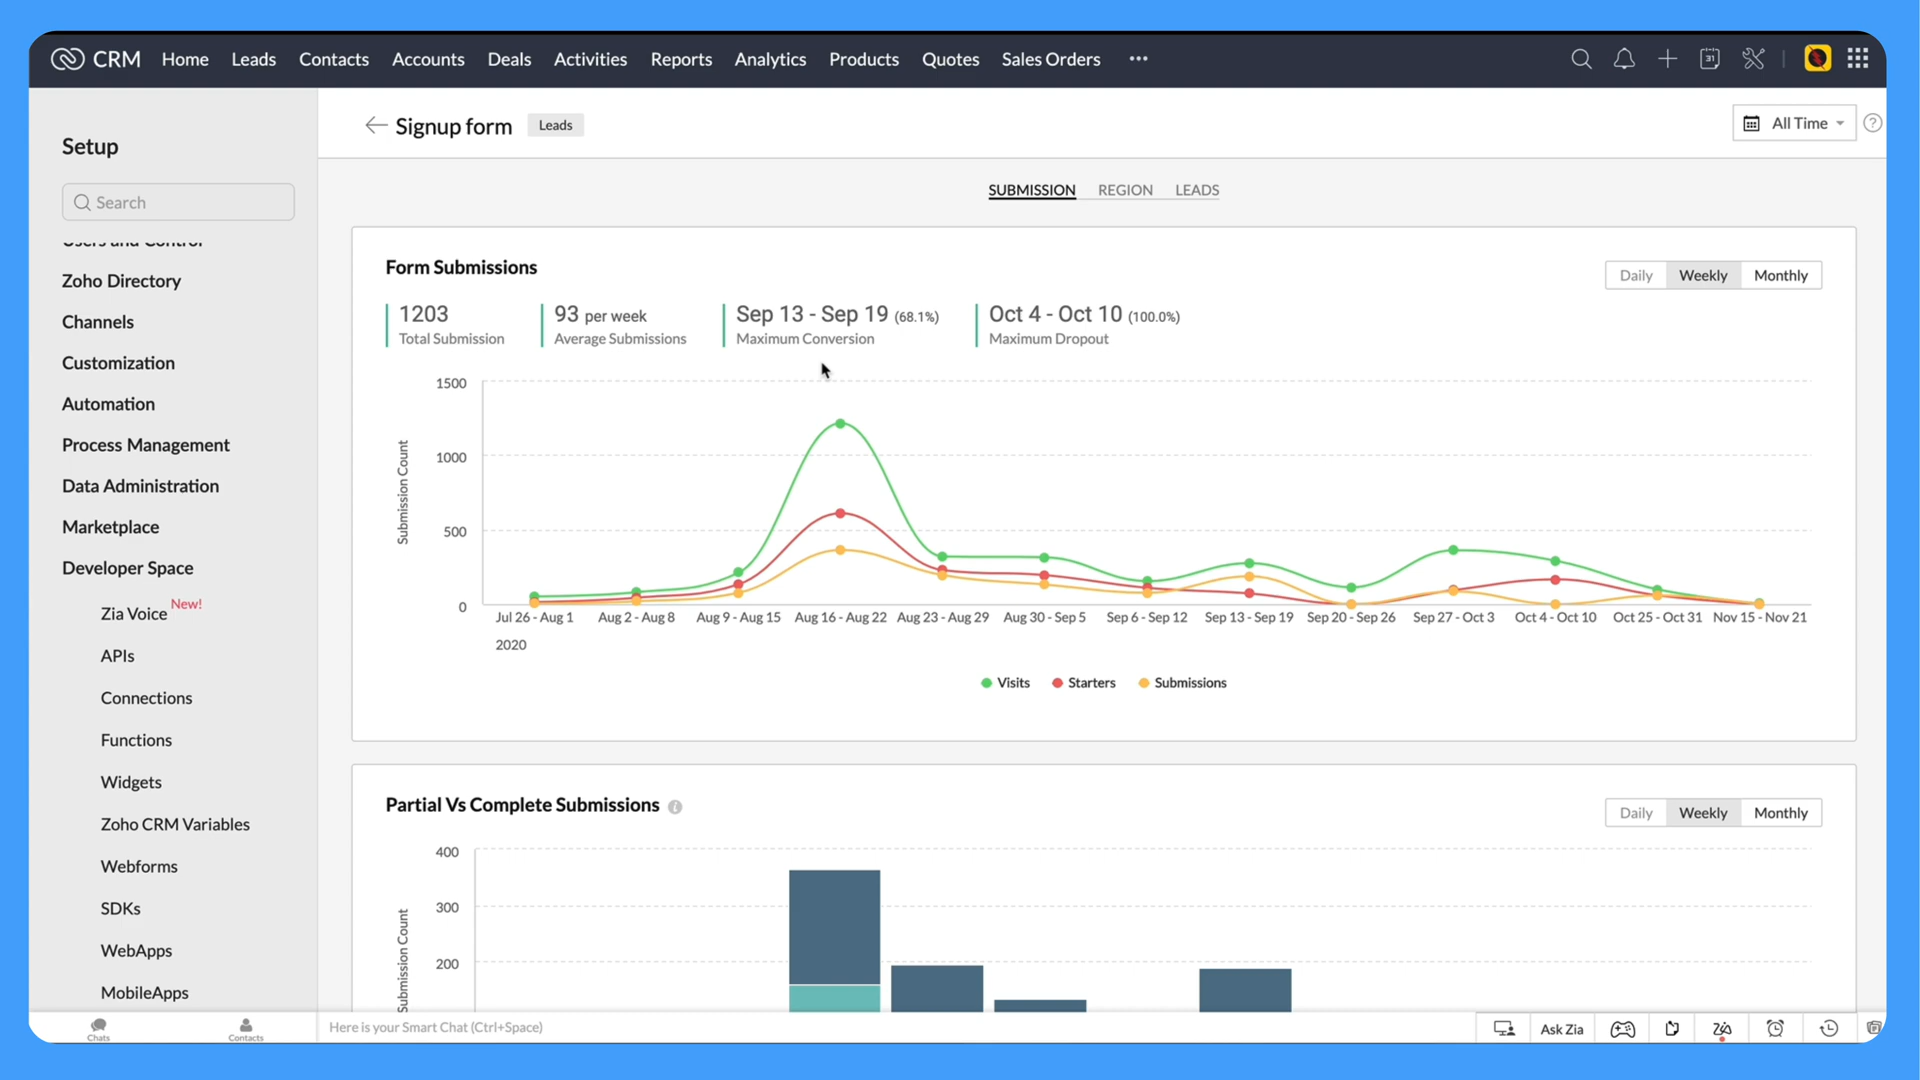 CRM Home Leads Contacts Accounts Deals Activities Reports Analytics Products Quotes Sales Orders •••
31
Setup
Search
Users and Control
Zoho Directory
Channels
Customization
Automation
Process Management
Data Administration
Marketplace
Developer Space
Zia Voice New!
APIs
Connections
Functions
Widgets
Zoho CRM Variables
Webforms
SDKs
WebApps
MobileApps
Chats
Contacts
Signup form Leads
All Time
?
SUBMISSION REGION LEADS
Form Submissions
Daily Weekly Monthly
1203
Total Submission
93 per week
Average Submissions
Sep 13 - Sep 19 (68.1%)
Maximum Conversion
Oct 4 - Oct 10 (100.0%)
Maximum Dropout
Submission Count
1500
1000
500
0
Jul 26 - Aug 1 Aug 2 - Aug 8 Aug 9 - Aug 15 Aug 16 - Aug 22 Aug 23 - Aug 29 Aug 30 - Sep 5 Sep 6 - Sep 12 Sep 13 - Sep 19 Sep 20 - Sep 26 Sep 27 - Oct 3 Oct 4 - Oct 10 Oct 25 - Oct 31 Nov 15 - Nov 21
2020
Visits Starters Submissions
Partial Vs Complete Submissions i
Daily Weekly Monthly
Submission Count
400
300
200
Here is your Smart Chat (Ctrl+Space)
Ask Zia